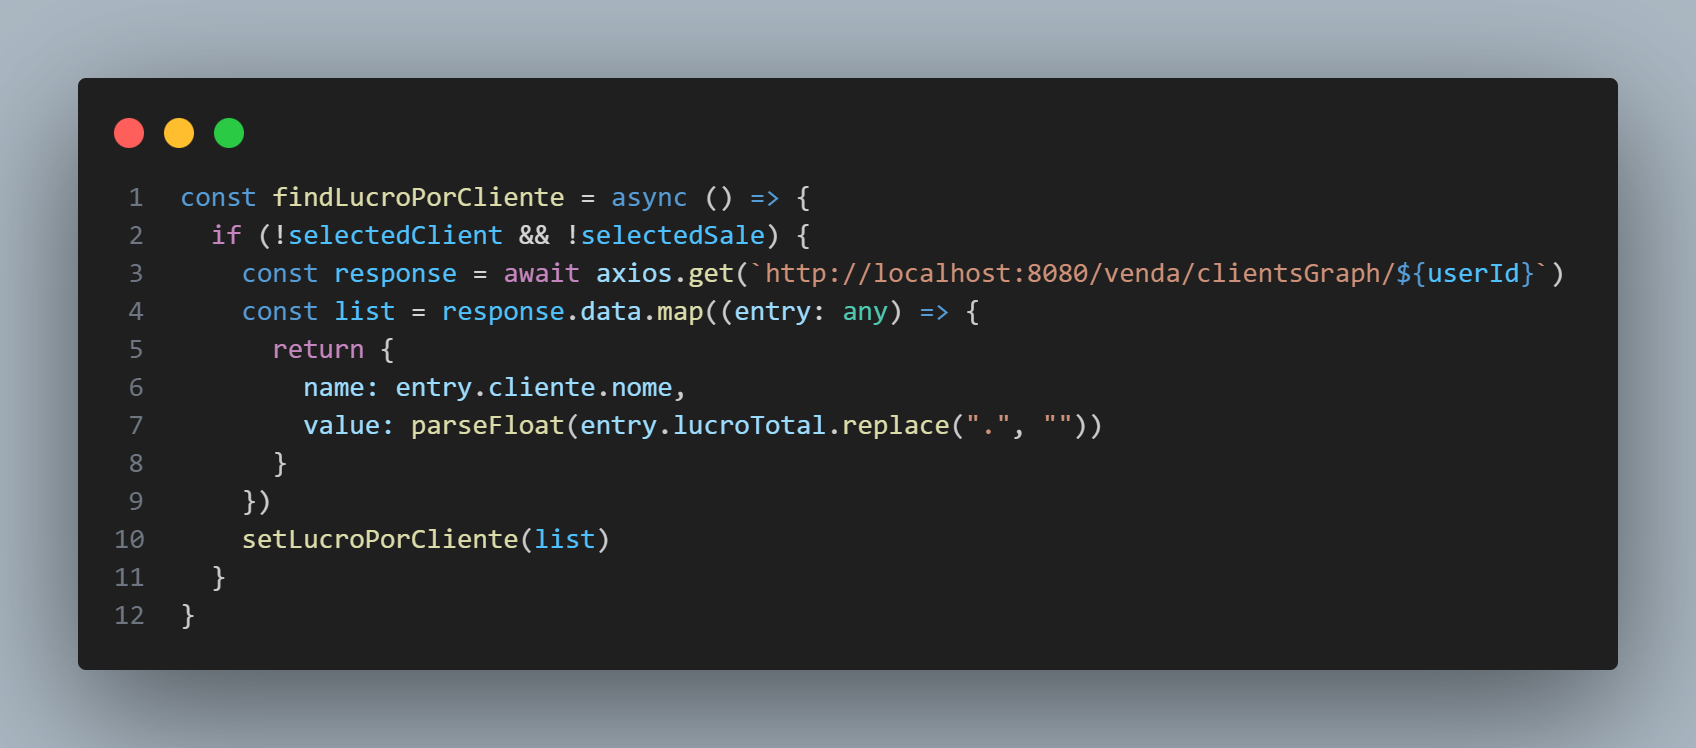 1 const findLucroPorCliente = async () => {
2   if (!selectedClient && !selectedSale) {
3     const response = await axios.get(`http://localhost:8080/venda/clientsGraph/${userId}`)
4     const list = response.data.map((entry: any) => {
5       return {
6         name: entry.cliente.nome,
7         value: parseFloat(entry.lucroTotal.replace(".", ""))
8       }
9     })
10     setLucroPorCliente(list)
11   }
12 }